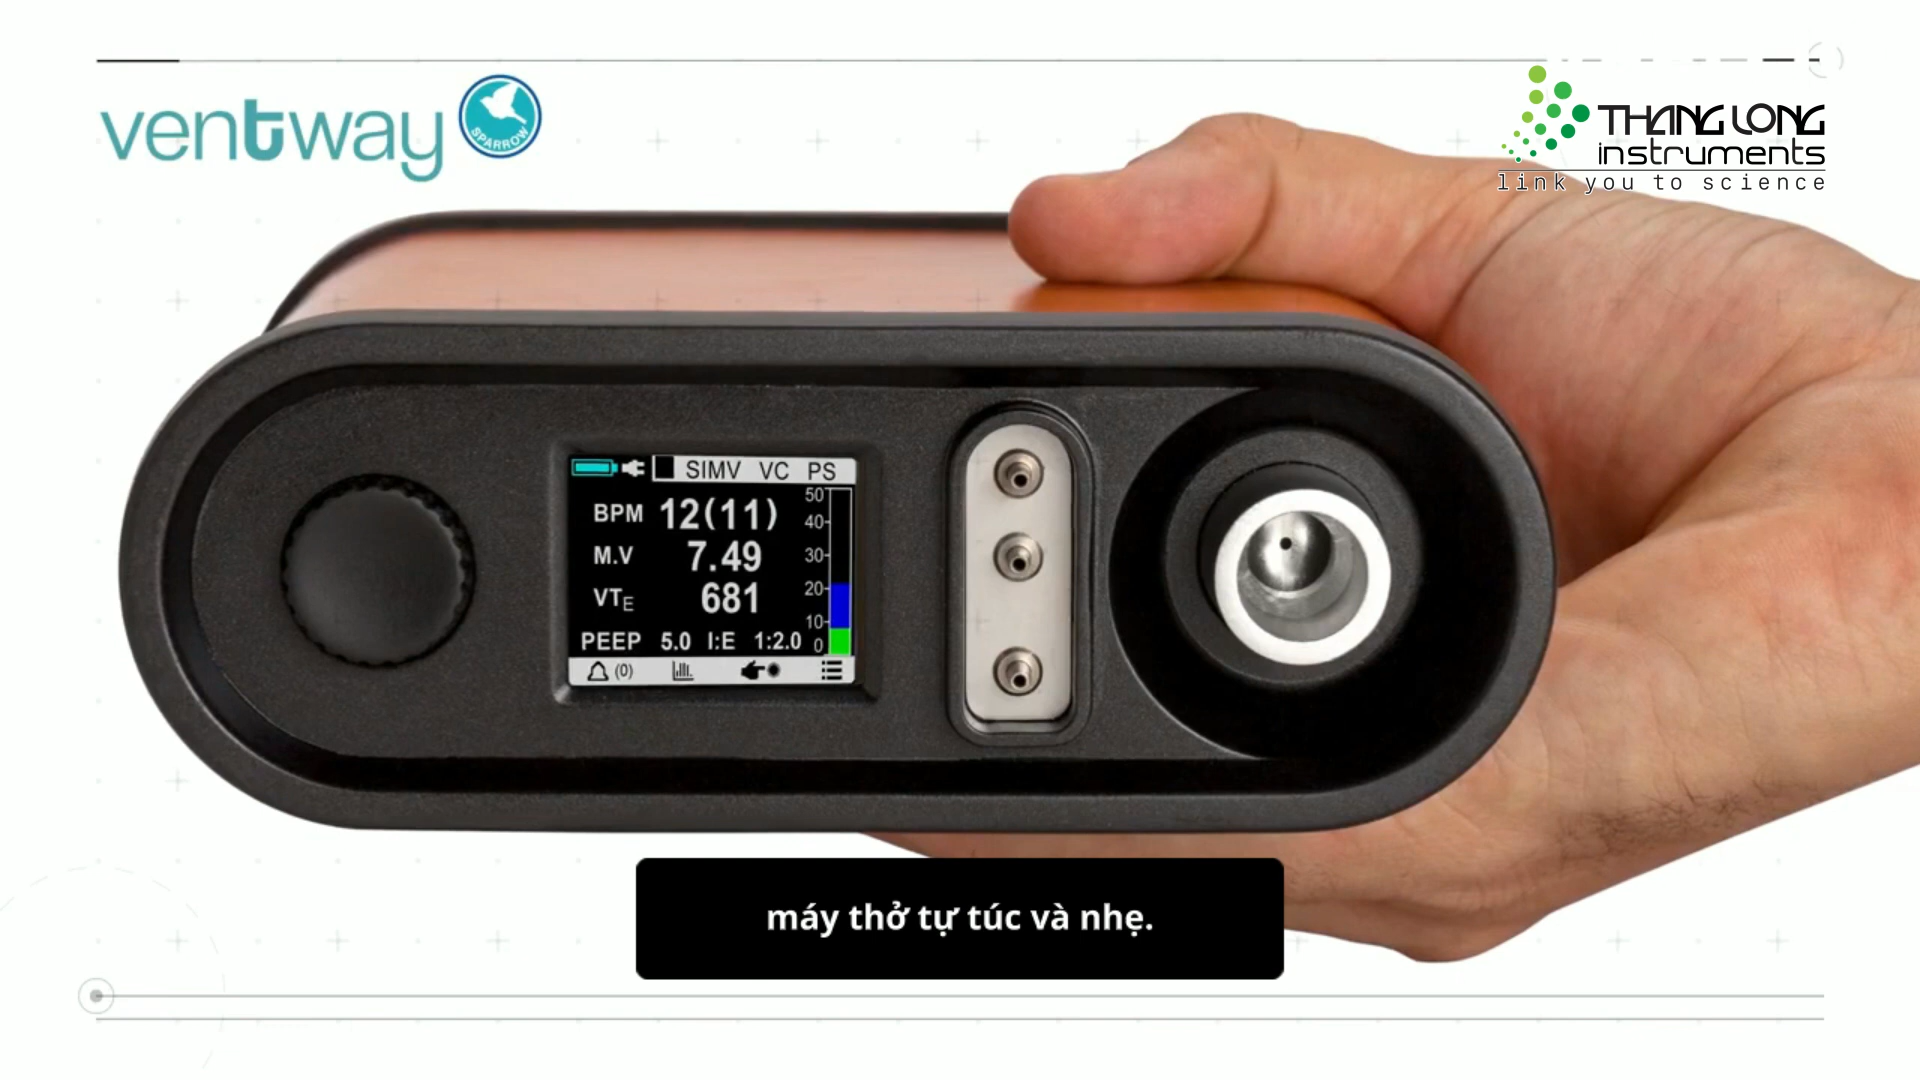 ventway
SPARROW
THANG LONG
instruments
link you to science
SIMV VC PS
BPM 12(11)
M.V 7.49
VTE 681
PEEP 5.0 I:E 1:2.0
50
40
30
20
10
0
(0)
máy thở tự túc và nhẹ.